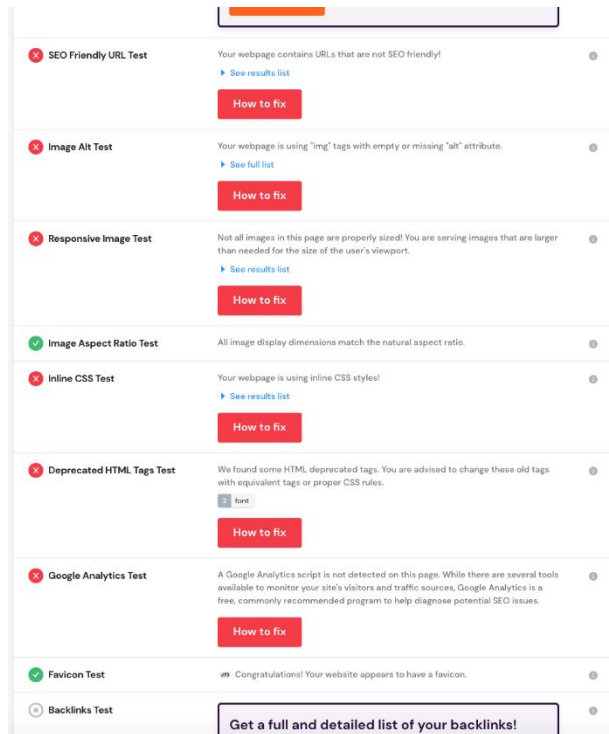 SEO Friendly URL Test
Your webpage contains URLs that are not SEO friendly!
See results list
How to fix
Image Alt Test
Your webpage is using "img" tags with empty or missing "alt" attribute.
See full list
How to fix
Responsive Image Test
Not all images in this page are properly sized! You are serving images that are larger
than needed for the size of the user's viewport.
See results list
How to fix
Image Aspect Ratio Test
All image display dimensions match the natural aspect ratio.
Inline CSS Test
Your webpage is using inline CSS styles!
See results list
How to fix
Deprecated HTML Tags Test
We found some HTML deprecated tags. You are advised to change these old tags
with equivalent tags or proper CSS rules.
2 font
How to fix
Google Analytics Test
A Google Analytics script is not detected on this page. While there are several tools
available to monitor your site's visitors and traffic sources, Google Analytics is a
free, commonly recommended program to help diagnose potential SEO issues.
How to fix
Favicon Test
Congratulations! Your website appears to have a favicon.
Backlinks Test
Get a full and detailed list of your backlinks!